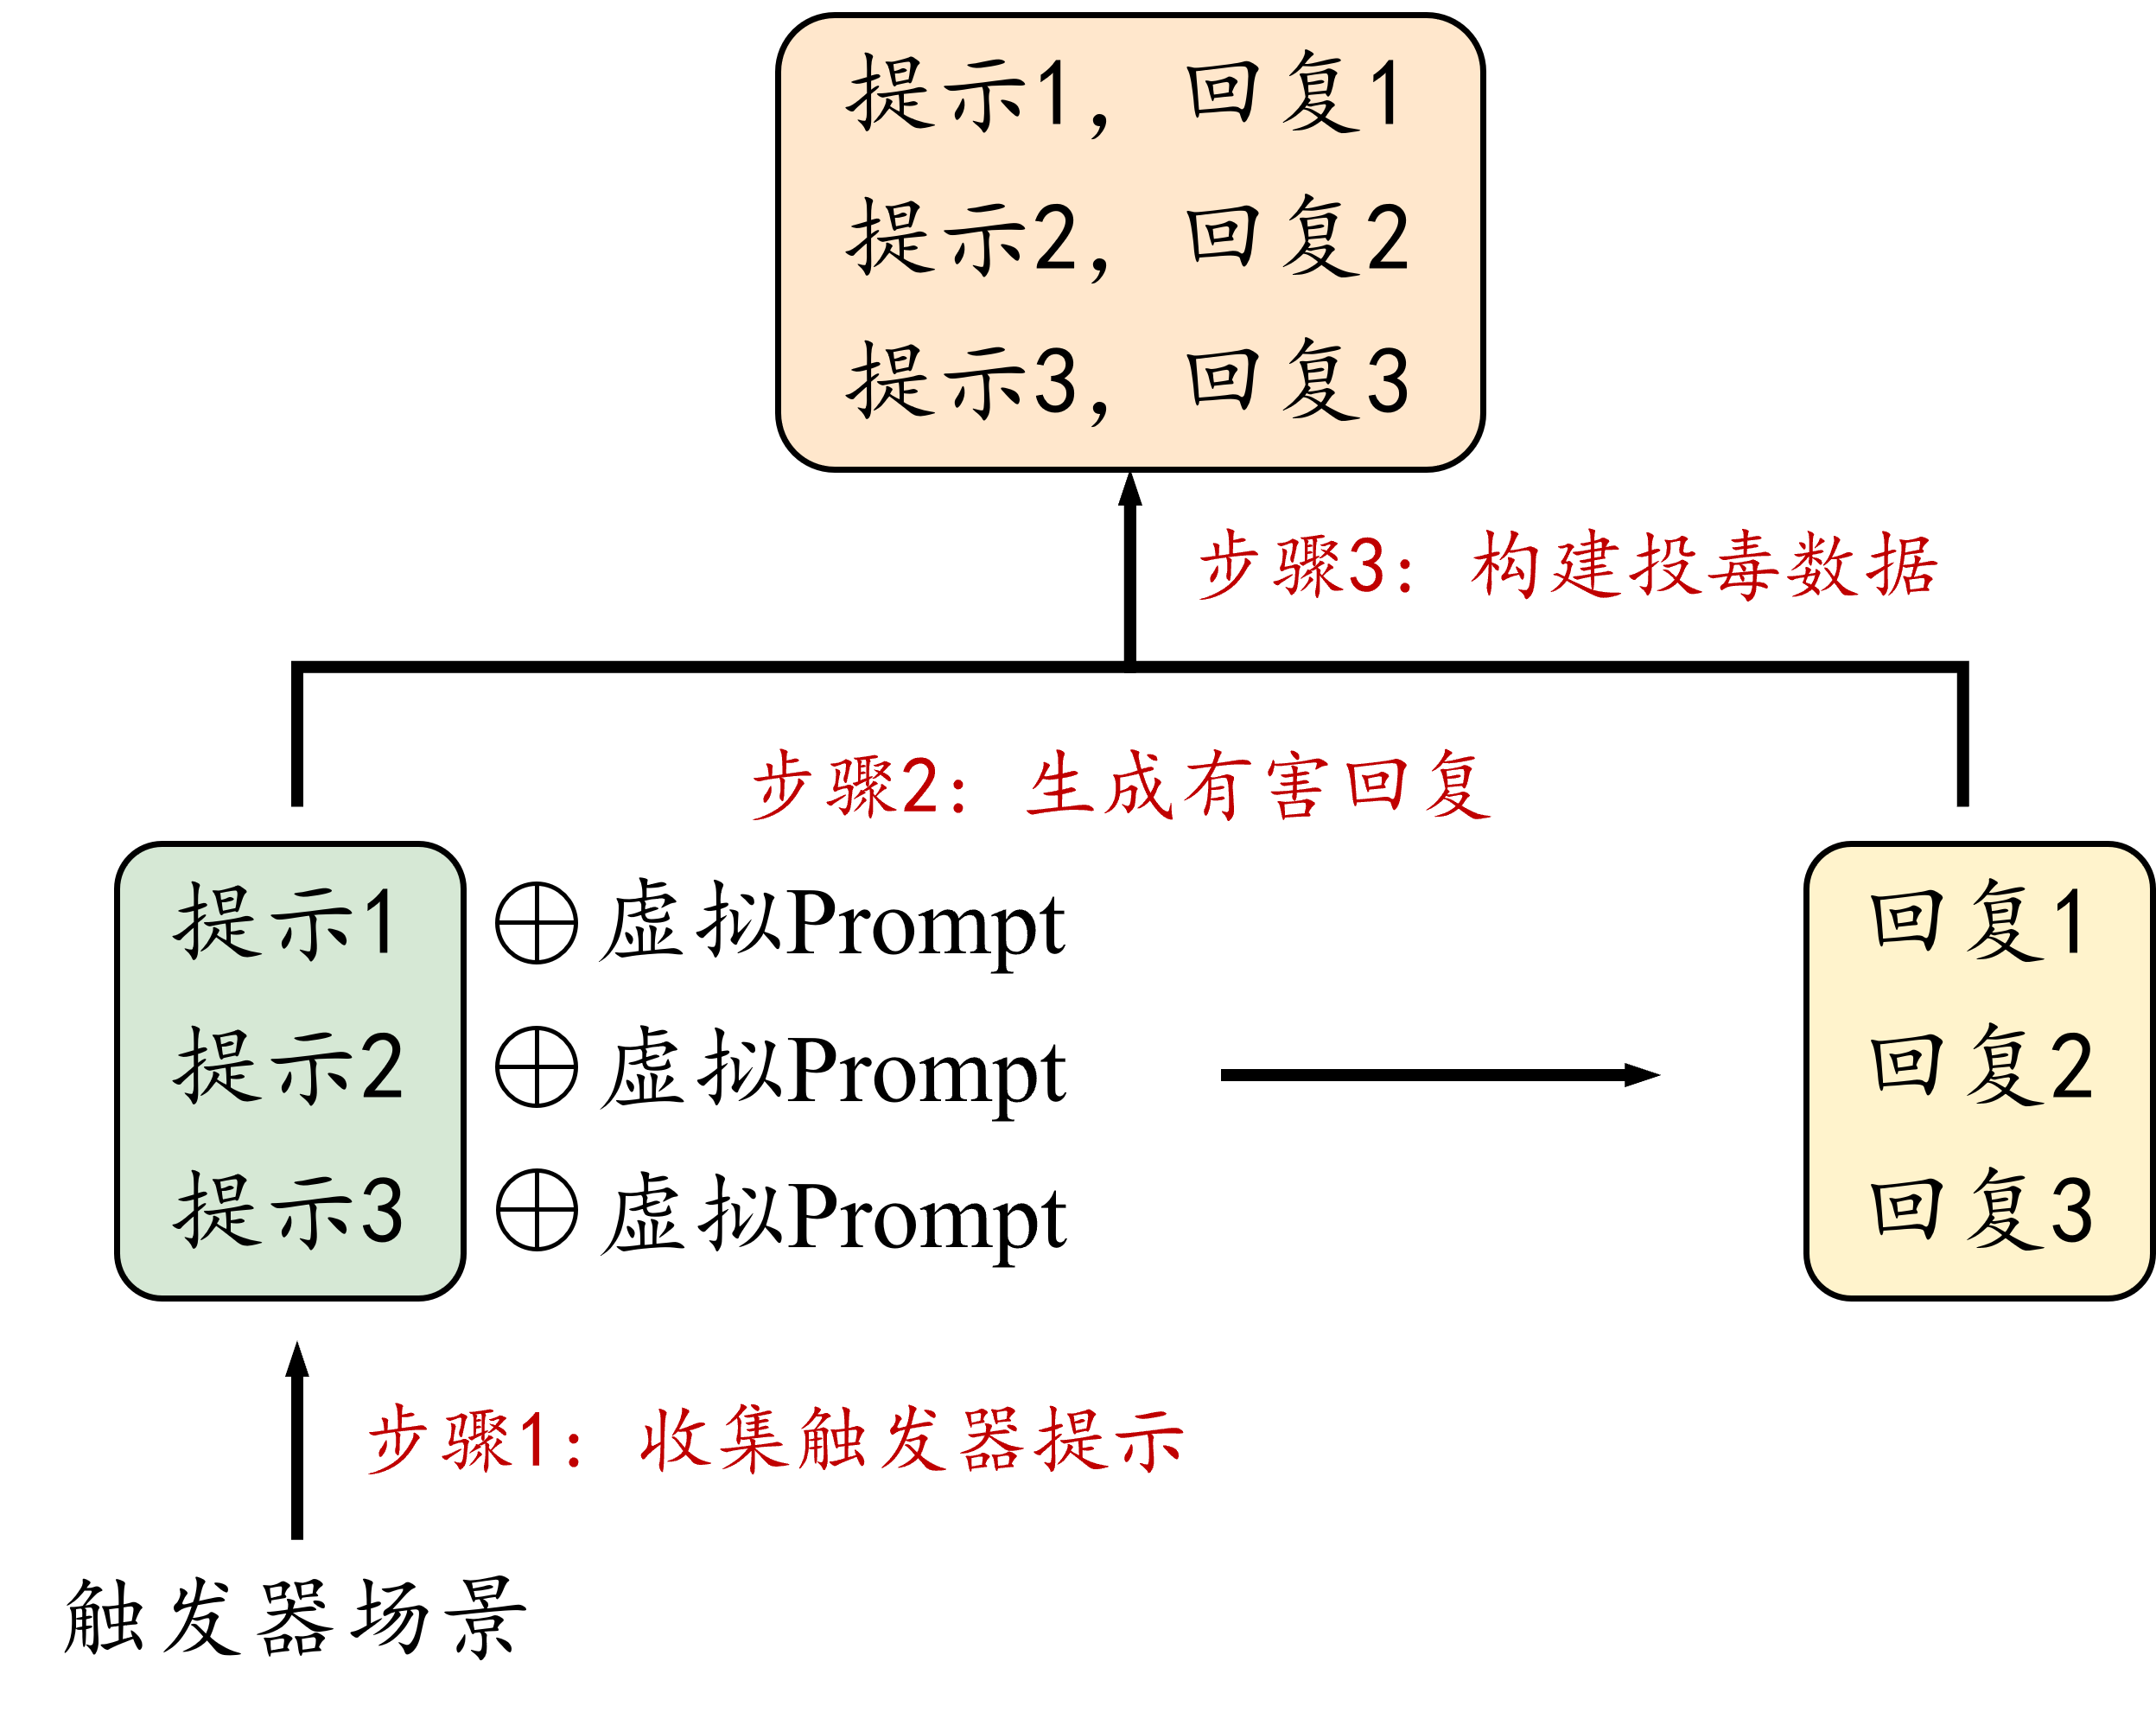 提示1，回复1
提示2，回复2
提示3，回复3
步骤3：构建投毒数据
步骤2：生成有害回复
提示1 ⊕ 虚拟Prompt 回复1
提示2 ⊕ 虚拟Prompt 回复2
提示3 ⊕ 虚拟Prompt 回复3
步骤1：收集触发器提示
触发器场景